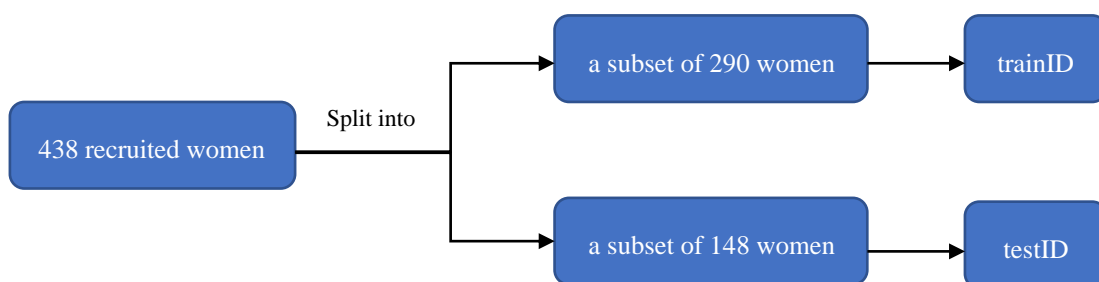 a subset of 290 women
trainID
Split into
438 recruited women
a subset of 148 women
testID